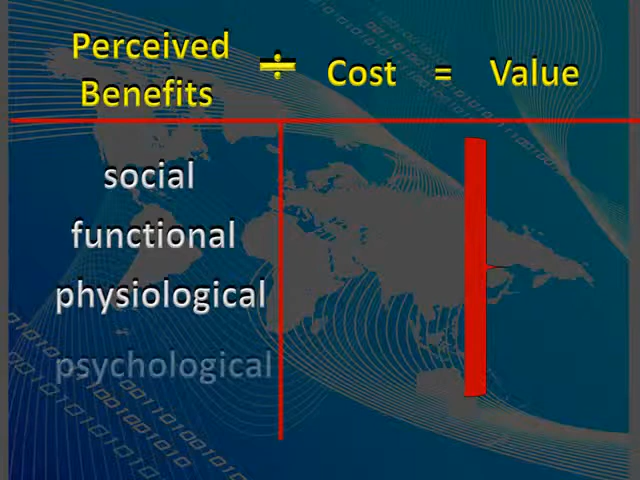 Perceived Benefits ÷ Cost = Value
social
functional
physiological
psychological